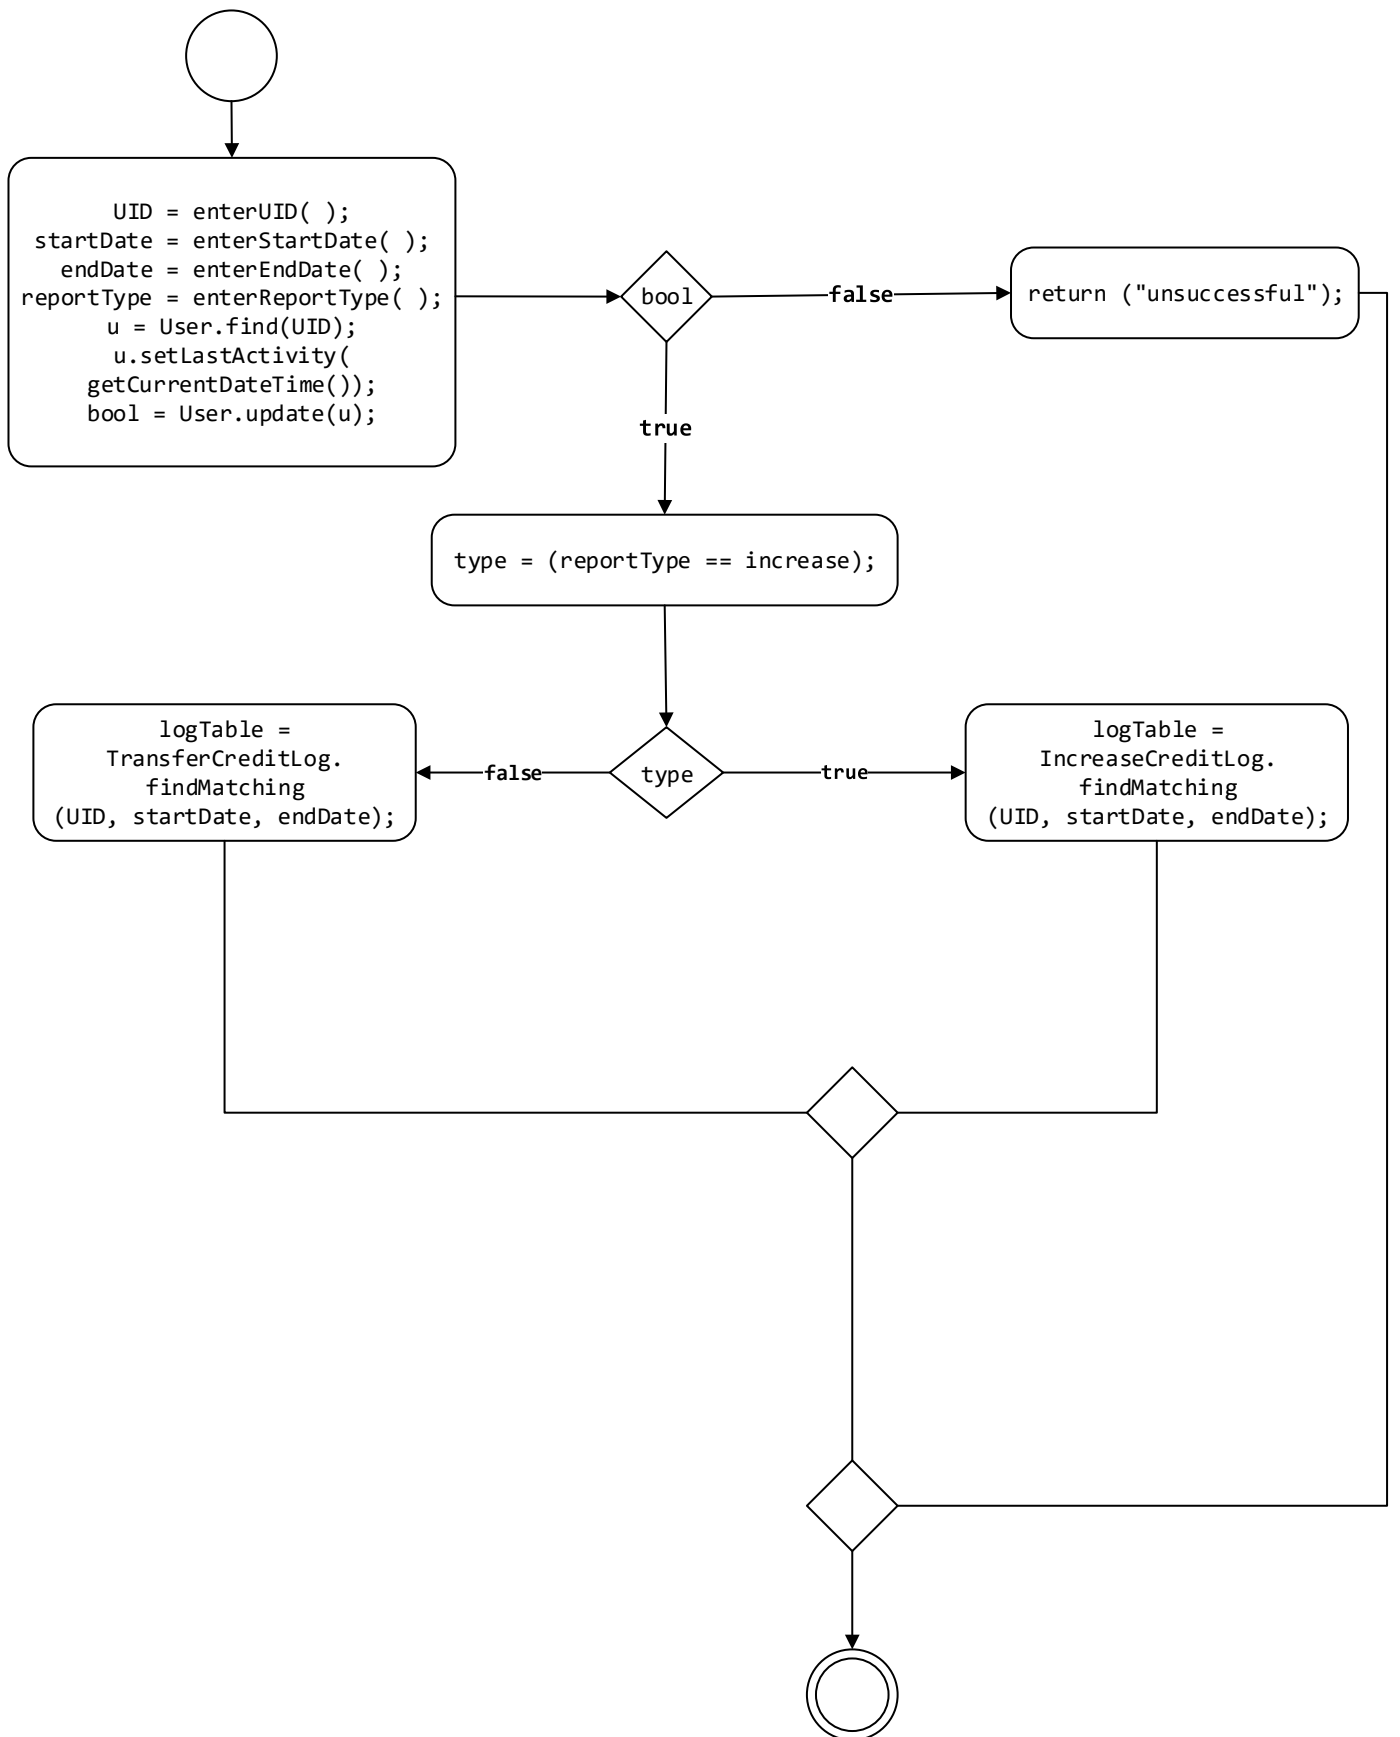 UID = enterUID( );
startDate = enterStartDate( );
endDate = enterEndDate( );
reportType = enterReportType( );
u = User.find(UID);
u.setLastActivity(
getCurrentDateTime());
bool = User.update(u);
bool
false
return ("unsuccessful");
true
type = (reportType == increase);
logTable =
TransferCreditLog.
findMatching
(UID, startDate, endDate);
false
type
true
logTable =
IncreaseCreditLog.
findMatching
(UID, startDate, endDate);